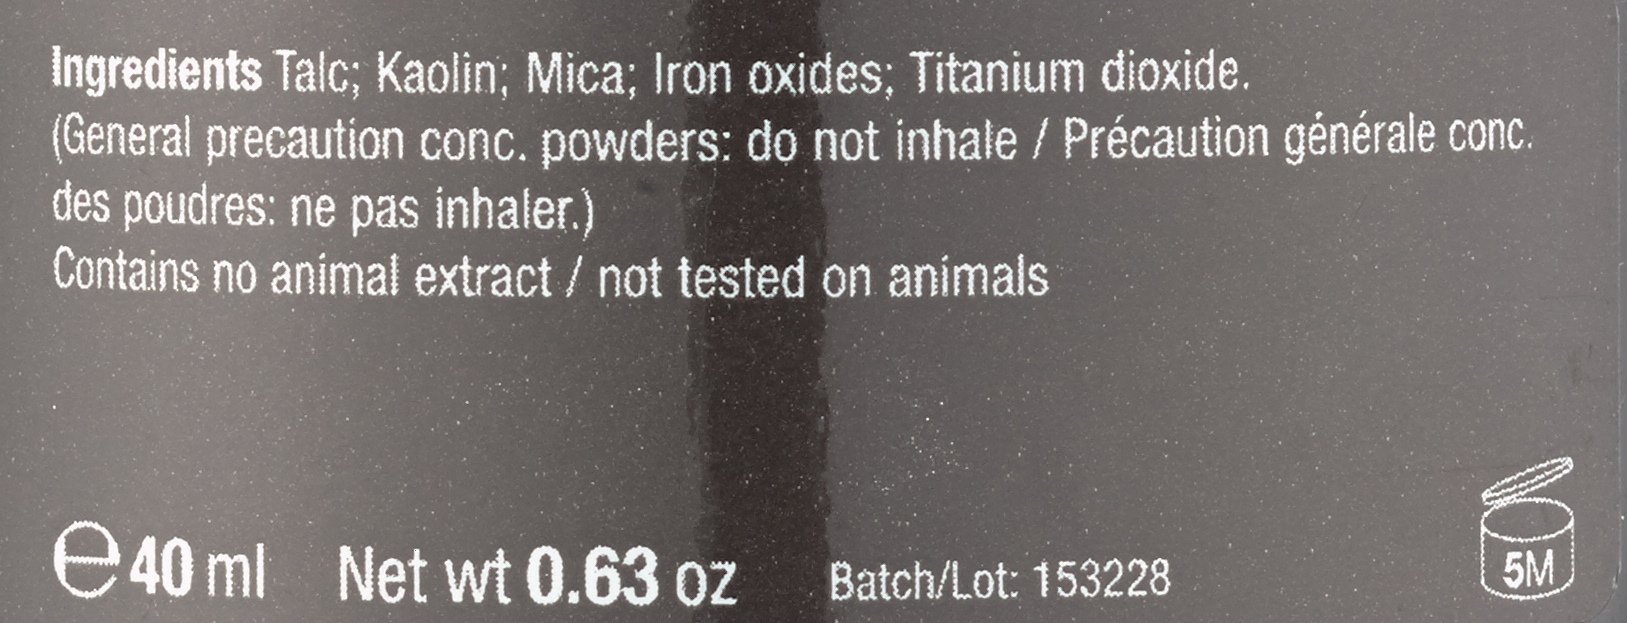 Ingredients Talc; Kaolin; Mica; Iron oxides; Titanium dioxide.
(General precaution conc. powders: do not inhale / Précaution générale conc.
des poudres: ne pas inhaler.)
Contains no animal extract / not tested on animals
℮ 40 ml Net wt 0.63 oz Batch/Lot: 153228
5M